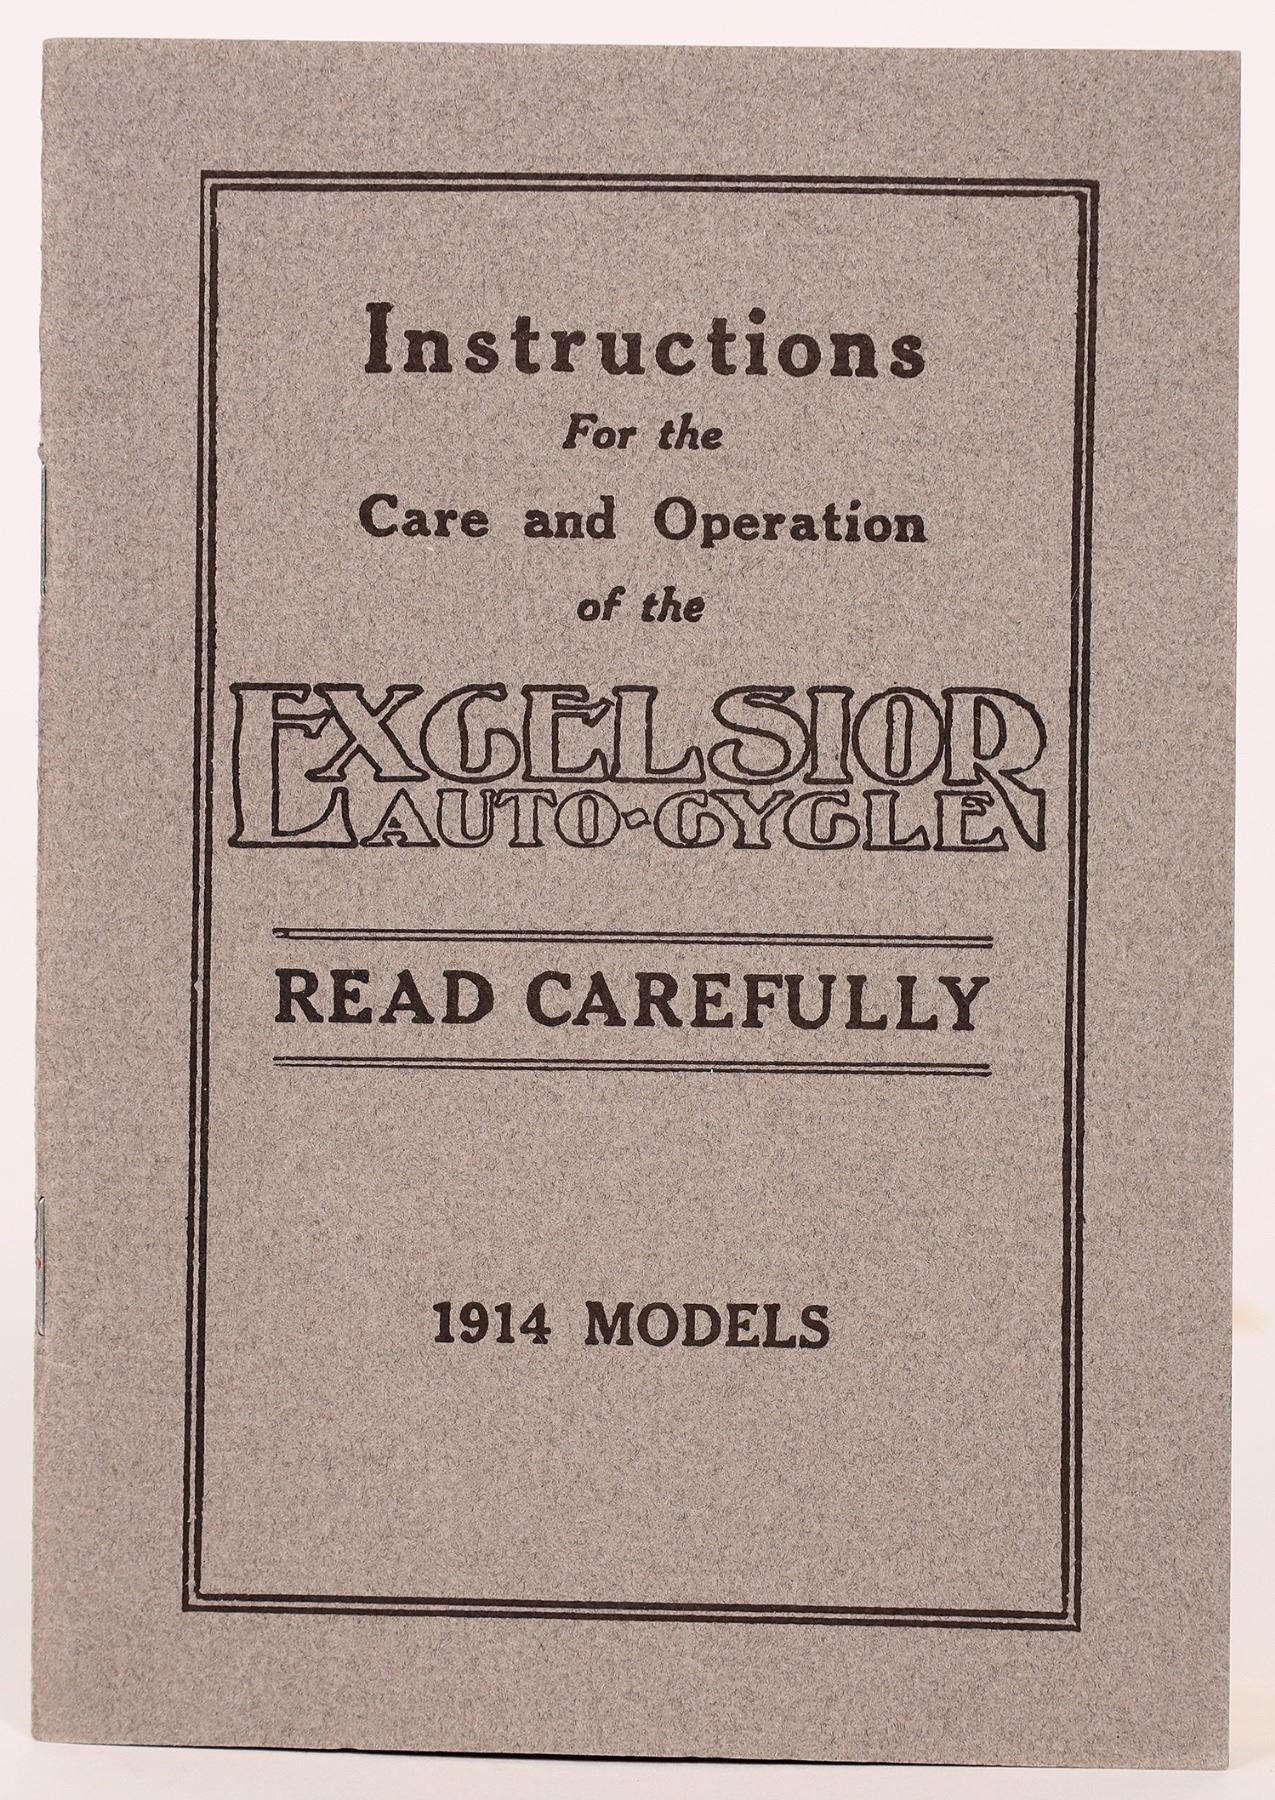 Instructions
For the
Care and Operation
of the
EXCELSIOR
AUTO-CYCLE
READ CAREFULLY
1914 MODELS